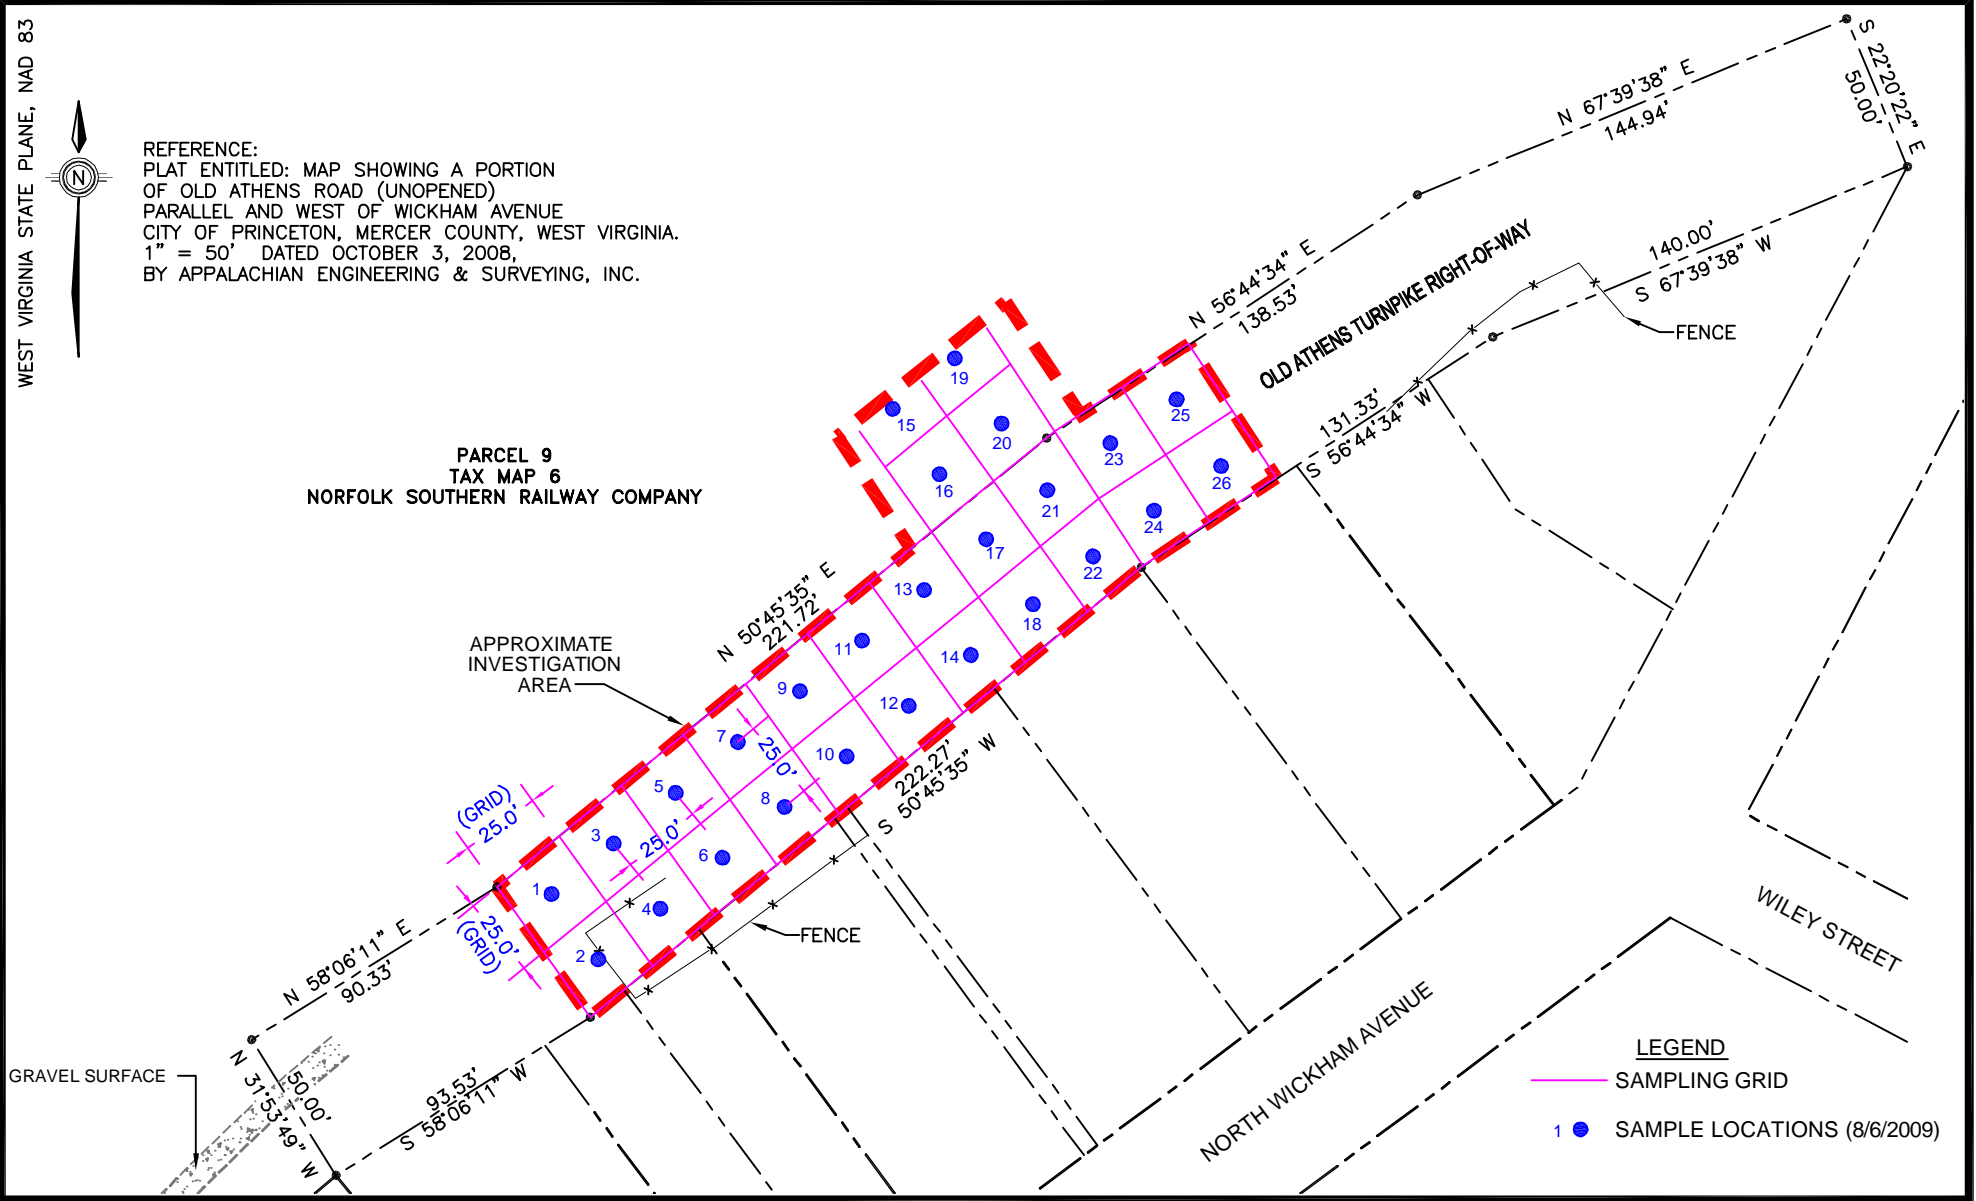 WEST VIRGINIA STATE PLANE, NAD 83
N
REFERENCE:
PLAT ENTITLED: MAP SHOWING A PORTION
OF OLD ATHENS ROAD (UNOPENED)
PARALLEL AND WEST OF WICKHAM AVENUE
CITY OF PRINCETON, MERCER COUNTY, WEST VIRGINIA.
1" = 50' DATED OCTOBER 3, 2008,
BY APPALACHIAN ENGINEERING & SURVEYING, INC.
N 67°39'38" E
144.94'
S 22°20'22" E
50.00'
N 56°44'34" E
138.53'
OLD ATHENS TURNPIKE RIGHT-OF-WAY
140.00'
S 67°39'38" W
FENCE
131.33'
S 56°44'34" W
PARCEL 9
TAX MAP 6
NORFOLK SOUTHERN RAILWAY COMPANY
19
15
20
16
25
23
26
21
24
17
22
13
18
11
14
9
12
7
10
5
8
3
6
1
4
2
N 50°45'35" E
221.72'
APPROXIMATE
INVESTIGATION
AREA
25.0'
25.0'
(GRID)
25.0'
25.0'
(GRID)
222.27'
S 50°45'35" W
FENCE
N 58°06'11" E
90.33'
GRAVEL SURFACE
N 31°53'49" W
50.00'
93.53'
S 58°06'11" W
WILEY STREET
NORTH WICKHAM AVENUE
LEGEND
SAMPLING GRID
1 SAMPLE LOCATIONS (8/6/2009)